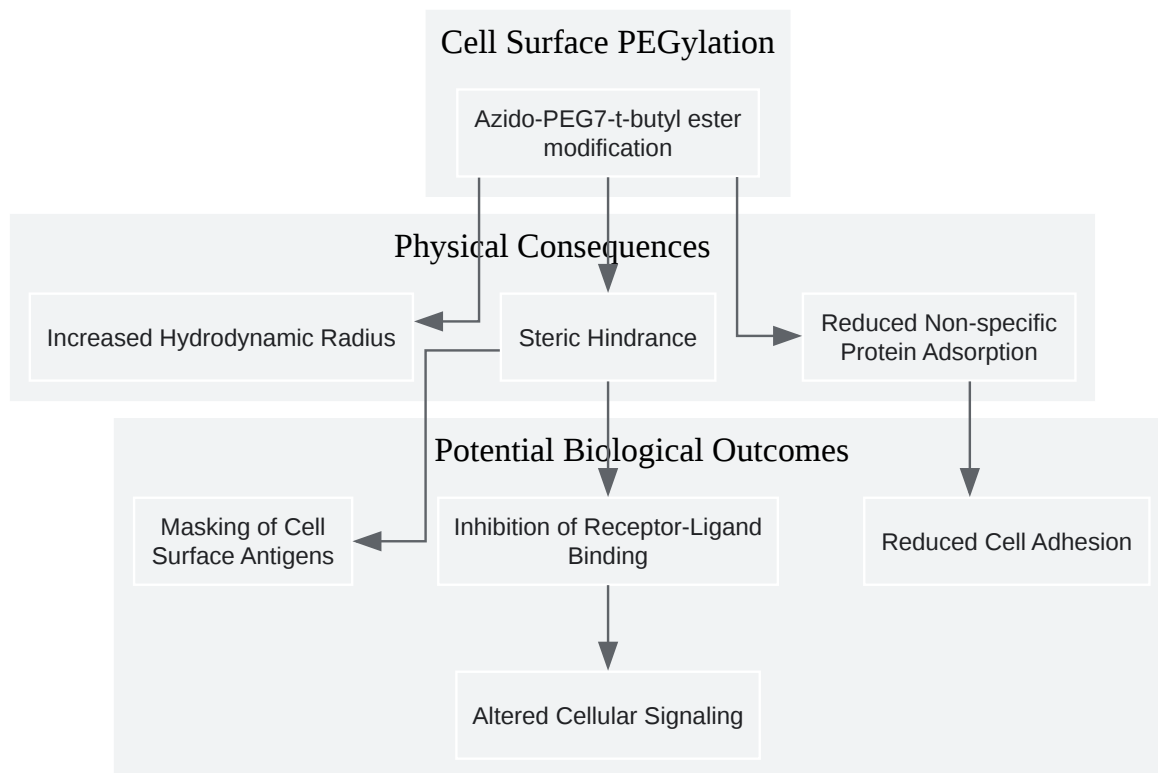 Cell Surface PEGylation
Azido-PEG7-t-butyl ester
modification
Physical Consequences
Increased Hydrodynamic Radius
Steric Hindrance
Reduced Non-specific
Protein Adsorption
Potential Biological Outcomes
Masking of Cell
Surface Antigens
Inhibition of Receptor-Ligand
Binding
Reduced Cell Adhesion
Altered Cellular Signaling